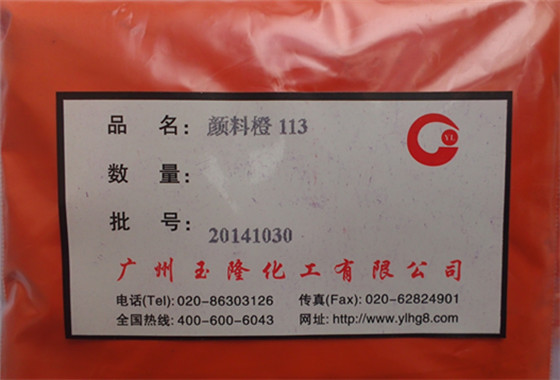 品 名：颜料橙 113
YL
数 量：
批 号：20141030
广州玉隆化工有限公司
电话(Tel): 020-86303126 传真(Fax): 020-62824901
全国热线: 400-600-6043 网址: http://www.ylhg8.com